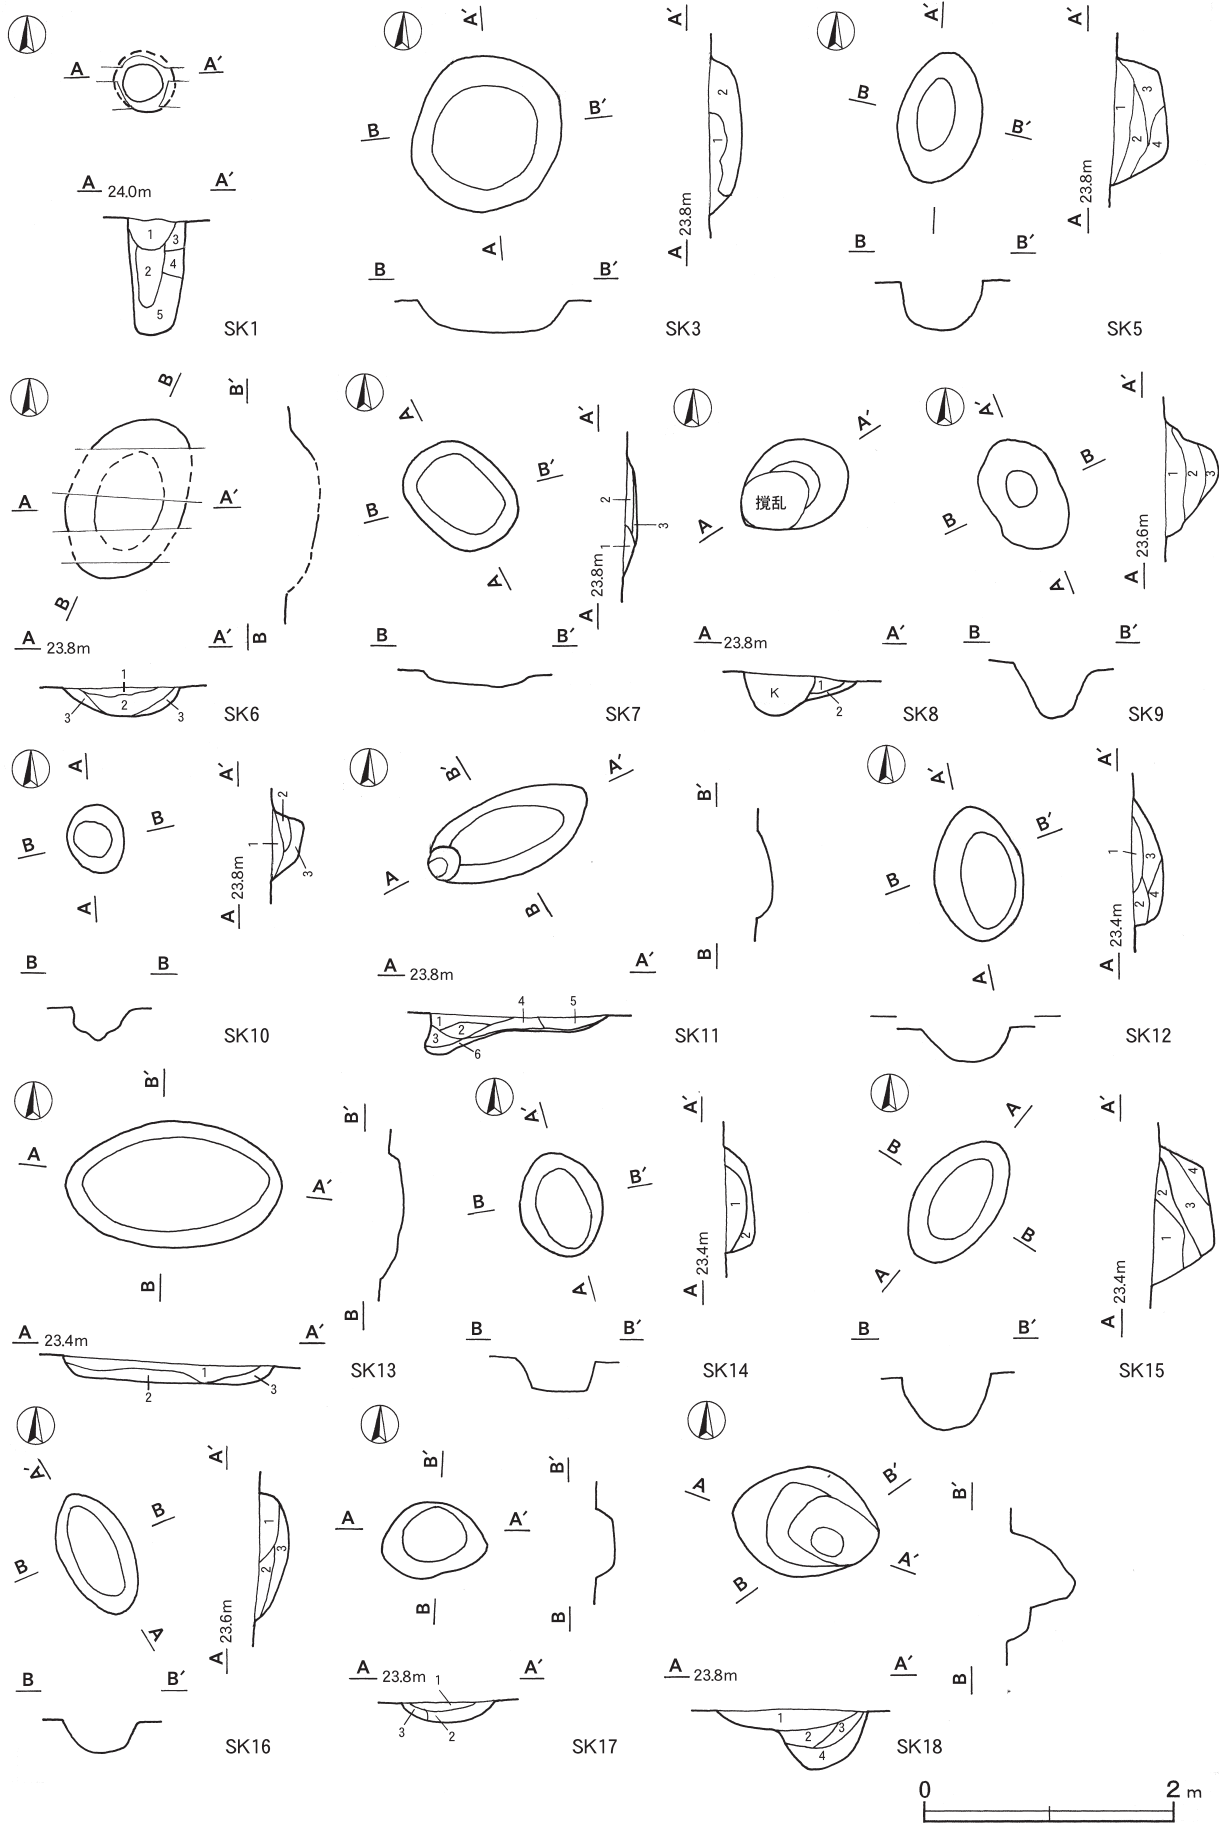 A A′
A 24.0m A′
1
3
2
4
5
SK1
A′
B B′
A
B B′
A′
2
1
A 23.8m
SK3
A′
B B′
B B′
A′
1
3
2
4
A 23.8m
SK5
B
A A′
B
B′
B
A 23.8m A′
1
2
3 3
SK6
A′
B B′
A
B B′
A′
2
3
1
A 23.8m
SK7
A′
A
撹乱
A 23.8m A′
K
1
2
SK8
A′
B
B
A
B B′
A′
1 2 3
A 23.6m
SK9
A
B B
A
B B
A′
2
1
3
A 23.8m
SK10
B′
A′
A
B
B′
B
A 23.8m A′
1 2 3 4 5 6
SK11
A′
B B′
A
A′
1
3
2 4
A 23.4m
SK12
B′
A A′
B
B′
B
A 23.4m A′
1
2
3
SK13
A′
B B′
A
B B′
A′
1
2
A 23.4m
SK14
A
B
B
A
B B′
A′
4
2
3
1
A 23.4m
SK15
A′
B
B
A
B B′
A′
1
3
2
A 23.6m
SK16
B′
A A′
B
B′
B
A 23.8m A′
1
3 2
SK17
A B′
A′
B
B′
B
A 23.8m A′
1
2 3
4
SK18
0 2 m